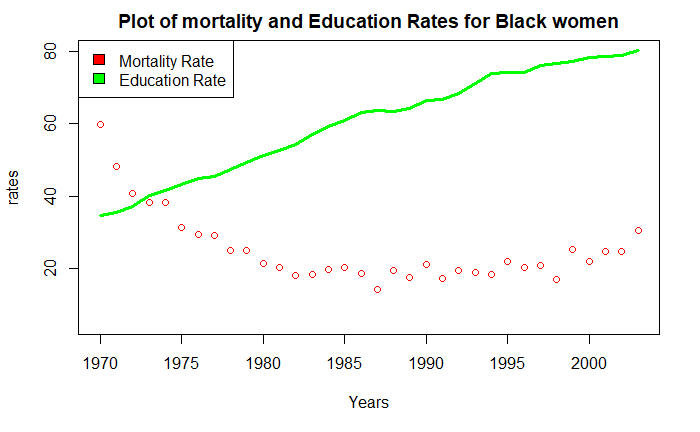 Plot of mortality and Education Rates for Black women
Mortality Rate
Education Rate
80
60
40
20
rates
1970 1975 1980 1985 1990 1995 2000
Years